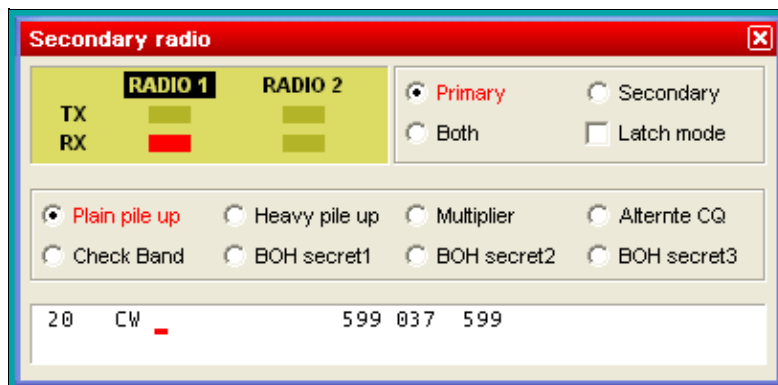 Secondary radio
RADIO 1 RADIO 2
TX
RX
Primary Secondary
Both Latch mode
Plain pile up Heavy pile up Multiplier Alternte CQ
Check Band BOH secret1 BOH secret2 BOH secret3
20 CW 599 037 599